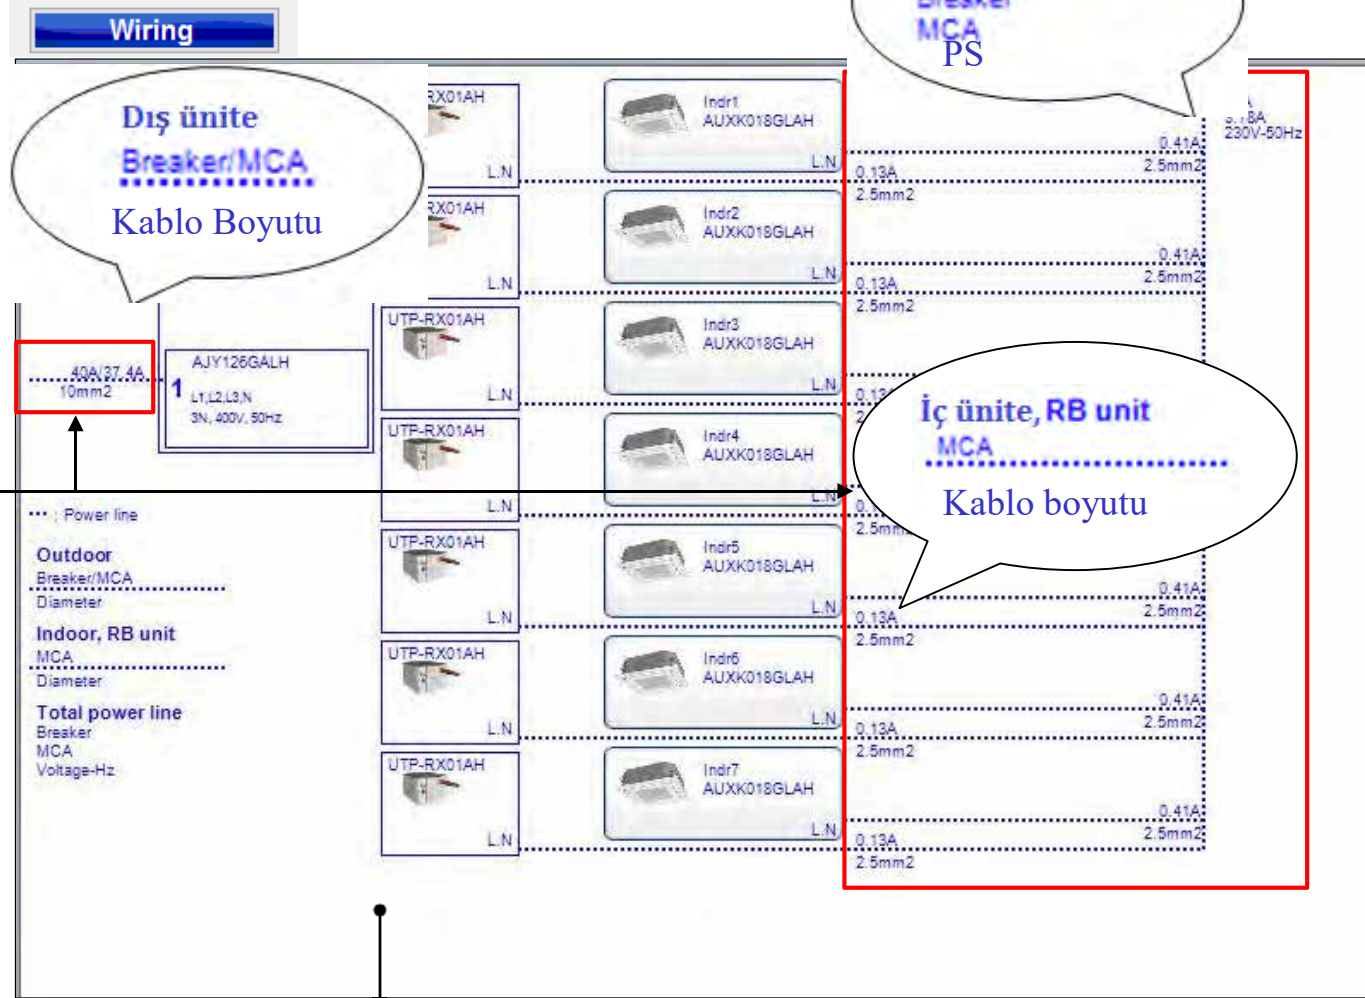 Wiring
Breaker
MCA
PS
Dış ünite
Breaker/MCA
Kablo Boyutu
RX01AH
L.N
Indr1
AUXK018GLAH
L.N
0.41A
2.5mm2
0.13A
2.5mm2
230V-50Hz
RX01AH
L.N
Indr2
AUXK018GLAH
L.N
0.41A
2.5mm2
0.13A
2.5mm2
UTP-RX01AH
L.N
Indr3
AUXK018GLAH
L.N
40A/37.4A
10mm2
1
AJY126GALH
L1,L2,L3,N
3N, 400V, 50Hz
İç ünite, RB unit
MCA
Kablo boyutu
UTP-RX01AH
L.N
Indr4
AUXK018GLAH
L.N
2.5mm
UTP-RX01AH
L.N
Indr5
AUXK018GLAH
L.N
0.41A
2.5mm2
0.13A
2.5mm2
UTP-RX01AH
L.N
Indr6
AUXK018GLAH
L.N
0.41A
2.5mm2
0.13A
2.5mm2
UTP-RX01AH
L.N
Indr7
AUXK018GLAH
L.N
0.41A
2.5mm2
0.13A
2.5mm2
: Power line
Outdoor
Breaker/MCA
Diameter
Indoor, RB unit
MCA
Diameter
Total power line
Breaker
MCA
Voltage-Hz